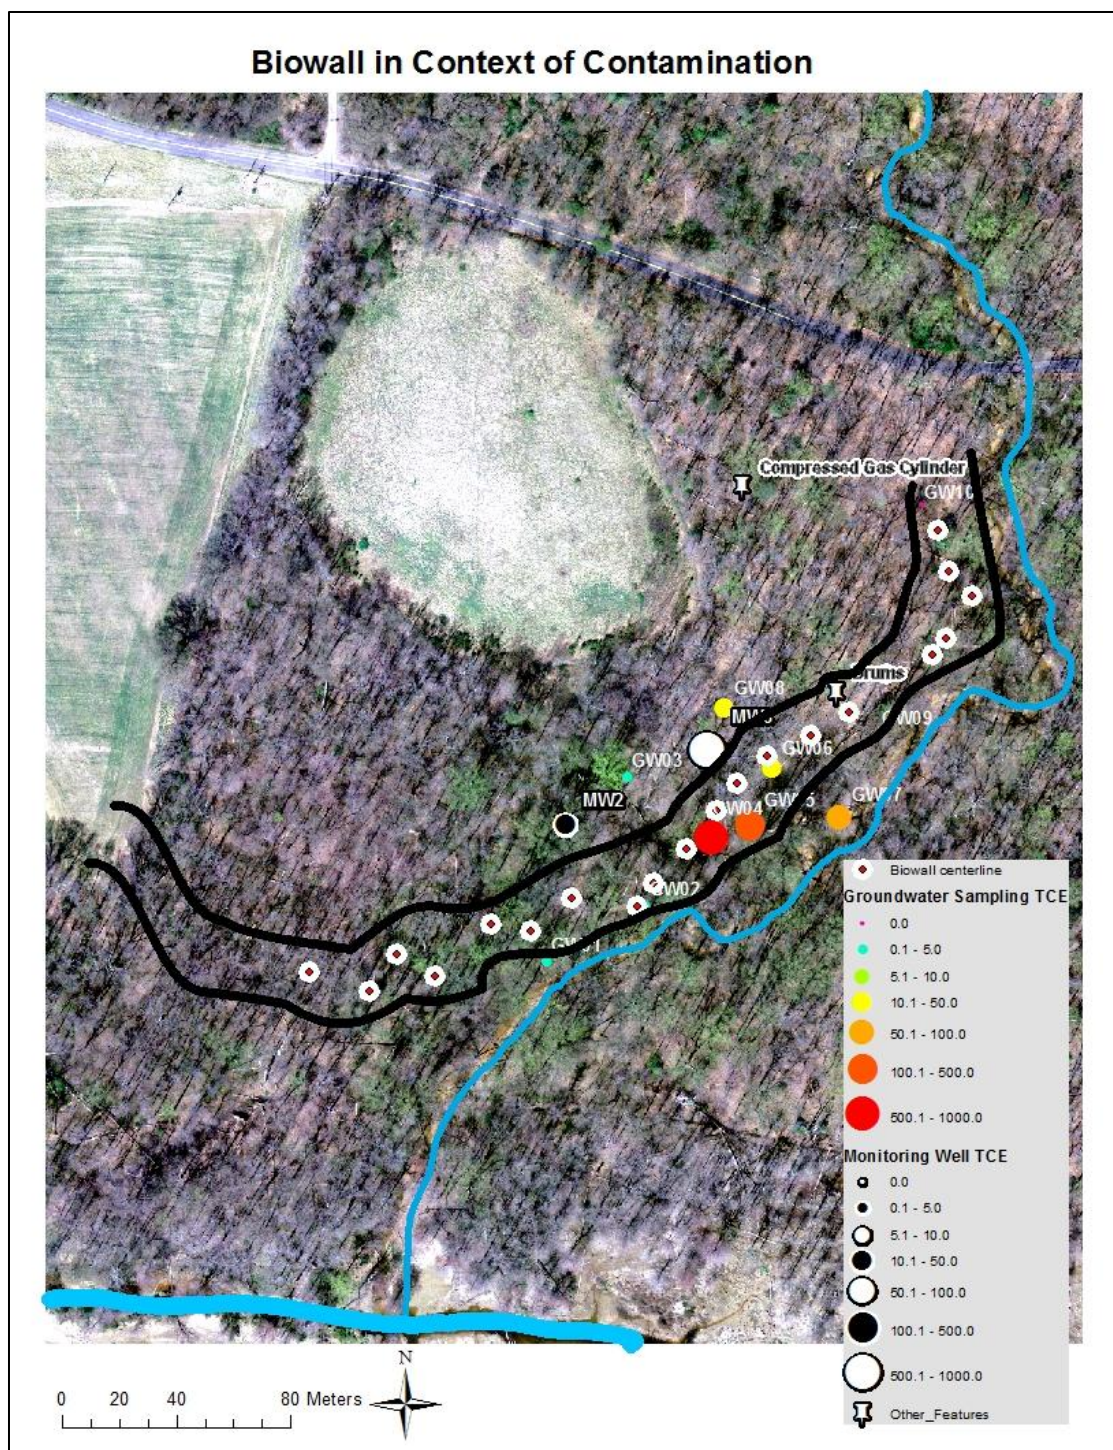 Biowall in Context of Contamination
Compressed Gas Cylinder
GW10
Drums
GW08
GW09
GW03
GW06
MW2
GW04
GW07
GW02
Biowall centerline
Groundwater Sampling TCE
0.0
0.1 - 5.0
5.1 - 10.0
10.1 - 50.0
50.1 - 100.0
100.1 - 500.0
500.1 - 1000.0
Monitoring Well TCE
0.0
0.1 - 5.0
5.1 - 10.0
10.1 - 50.0
50.1 - 100.0
100.1 - 500.0
500.1 - 1000.0
Other_Features
N
0 20 40 80 Meters